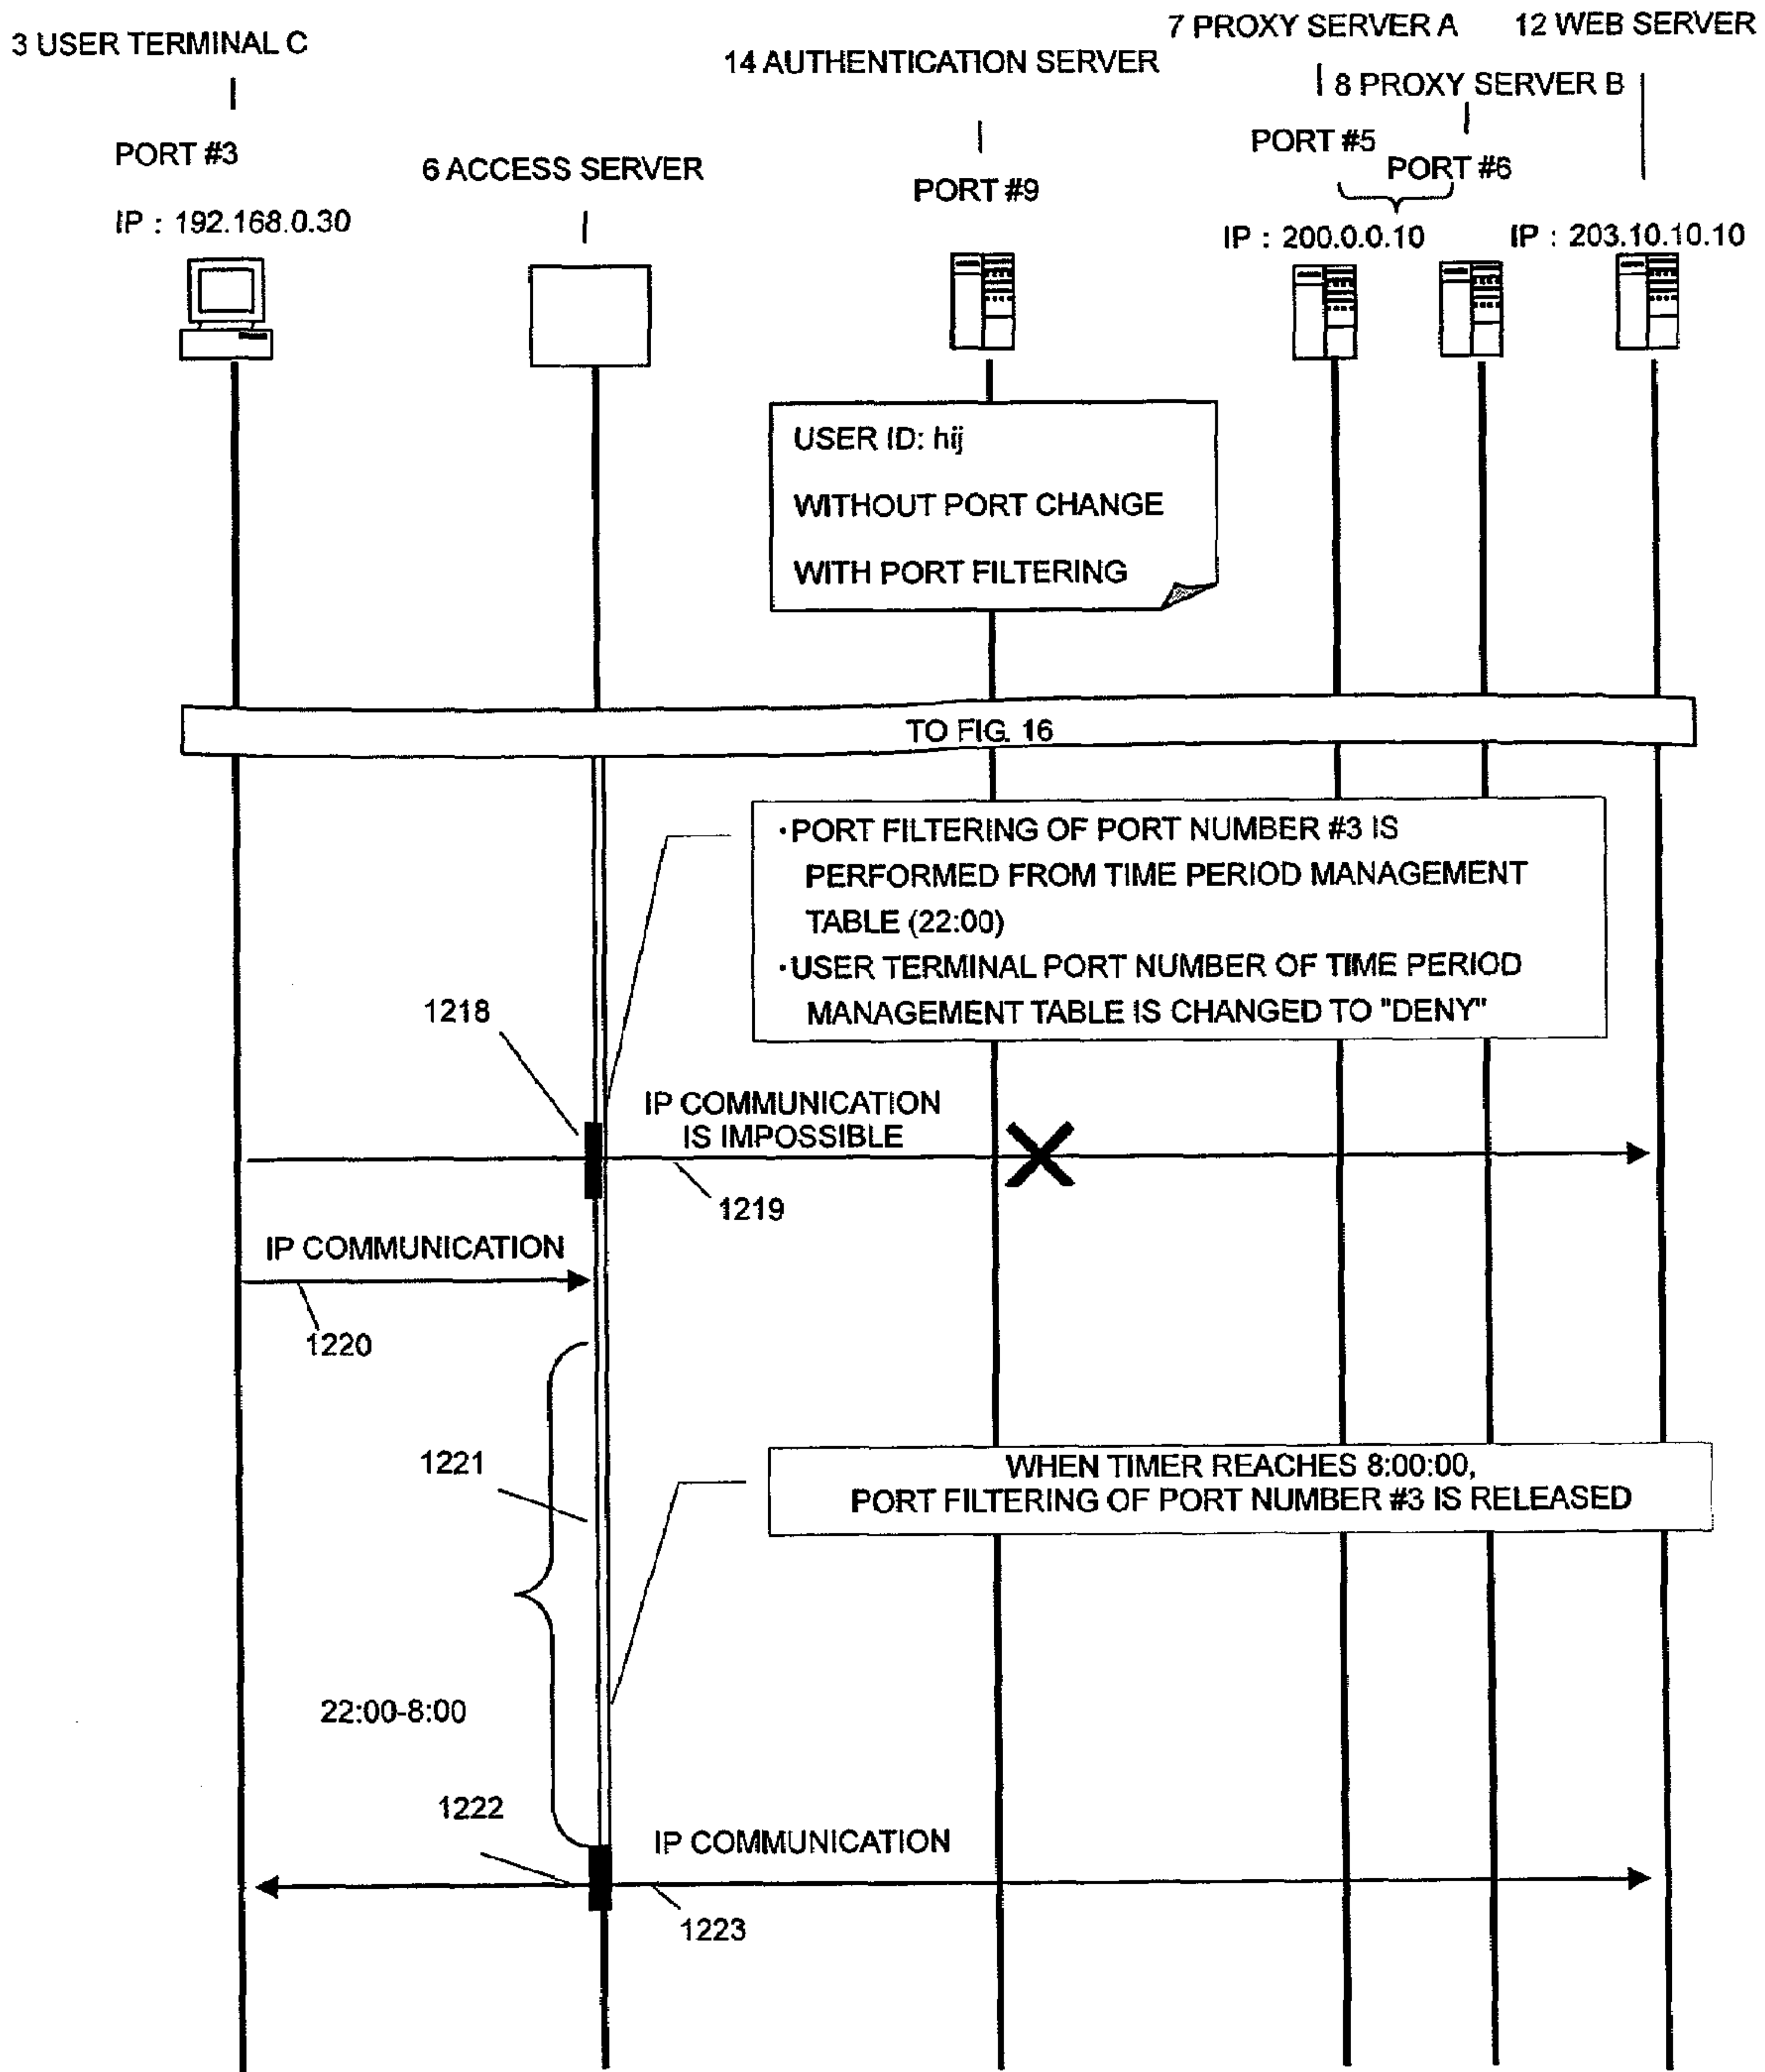 7 PROXY SERVER A
12 WEB SERVER
3 USER TERMINAL C
14 AUTHENTICATION SERVER
8 PROXY SERVER B
PORT #3
6 ACCESS SERVER
PORT #9
PORT #5
PORT #6
IP : 192.168.0.30
IP : 200.0.0.10
IP : 203.10.10.10
USER ID: hij
WITHOUT PORT CHANGE
WITH PORT FILTERING
TO FIG. 16
·PORT FILTERING OF PORT NUMBER #3 IS
PERFORMED FROM TIME PERIOD MANAGEMENT
TABLE (22:00)
·USER TERMINAL PORT NUMBER OF TIME PERIOD
MANAGEMENT TABLE IS CHANGED TO "DENY"
1218
IP COMMUNICATION
IS IMPOSSIBLE
1219
IP COMMUNICATION
1220
1221
WHEN TIMER REACHES 8:00:00,
PORT FILTERING OF PORT NUMBER #3 IS RELEASED
22:00-8:00
1222
IP COMMUNICATION
1223